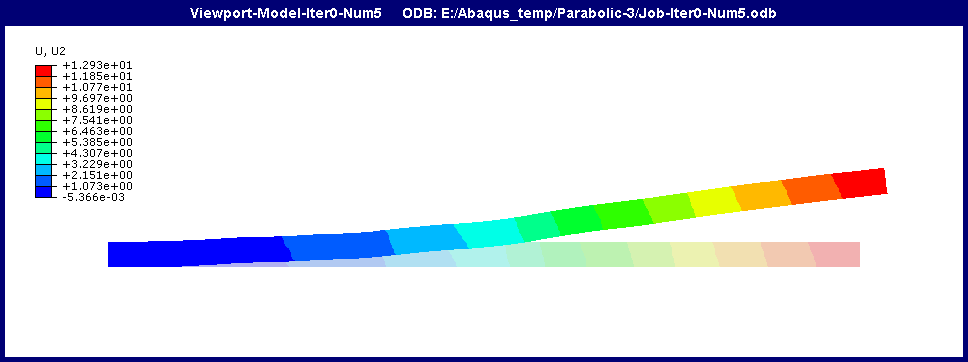 Viewport-Model-Iter0-Num5 ODB: E:/Abaqus_temp/Parabolic-3/Job-Iter0-Num5.odb
U, U2
+1.293e+01
+1.185e+01
+1.077e+01
+9.697e+00
+8.619e+00
+7.541e+00
+6.463e+00
+5.385e+00
+4.307e+00
+3.229e+00
+2.151e+00
+1.073e+00
-5.366e-03